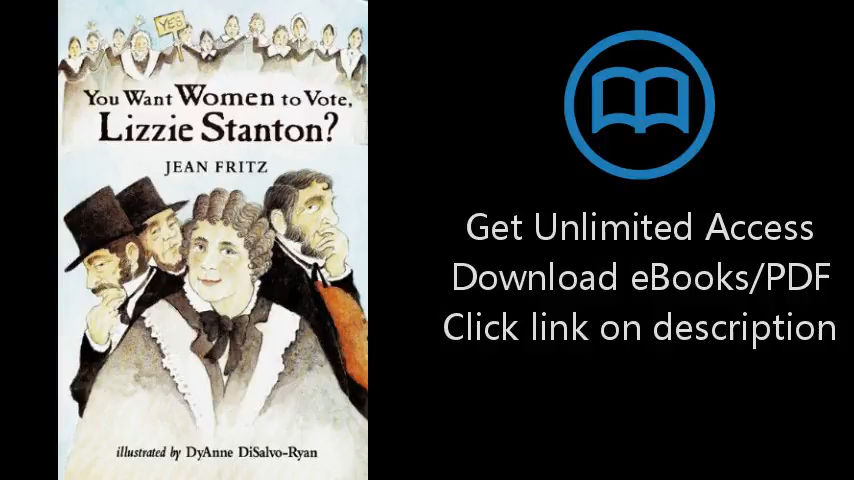 YES
You Want Women to Vote,
Lizzie Stanton?
JEAN FRITZ
illustrated by DyAnne DiSalvo-Ryan
Get Unlimited Access
Download eBooks/PDF
Click link on description